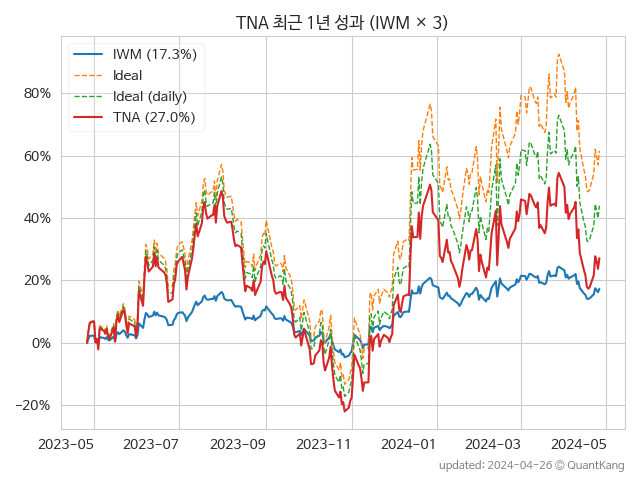 TNA 최근 1년 성과 (IWM × 3)
IWM (17.3%)
Ideal
Ideal (daily)
TNA (27.0%)
80%
60%
40%
20%
0%
−20%
2023-05 2023-07 2023-09 2023-11 2024-01 2024-03 2024-05
updated: 2024-04-26 © QuantKang